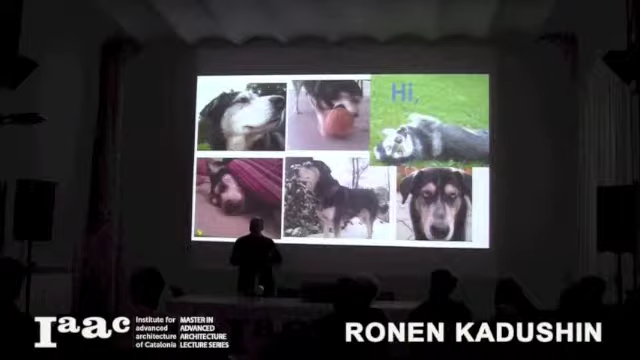 Hi,
Iaac
Institute for
advanced
architecture
of Catalonia
MASTER IN
ADVANCED
ARCHITECTURE
LECTURE SERIES
RONEN KADUSHIN